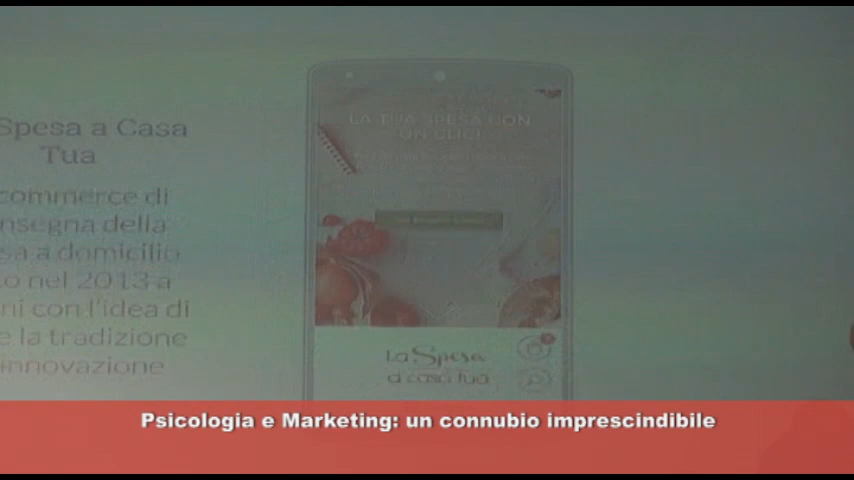 Spesa a Casa
Tua
commerce di
nsegna della
sa a domicilio
o nel 2013 a
ni con l'idea di
e la tradizione
innovazione
LA TUA SPESA CON
UN CLIC!
La Spesa
a casa tua
Psicologia e Marketing: un connubio imprescindibile